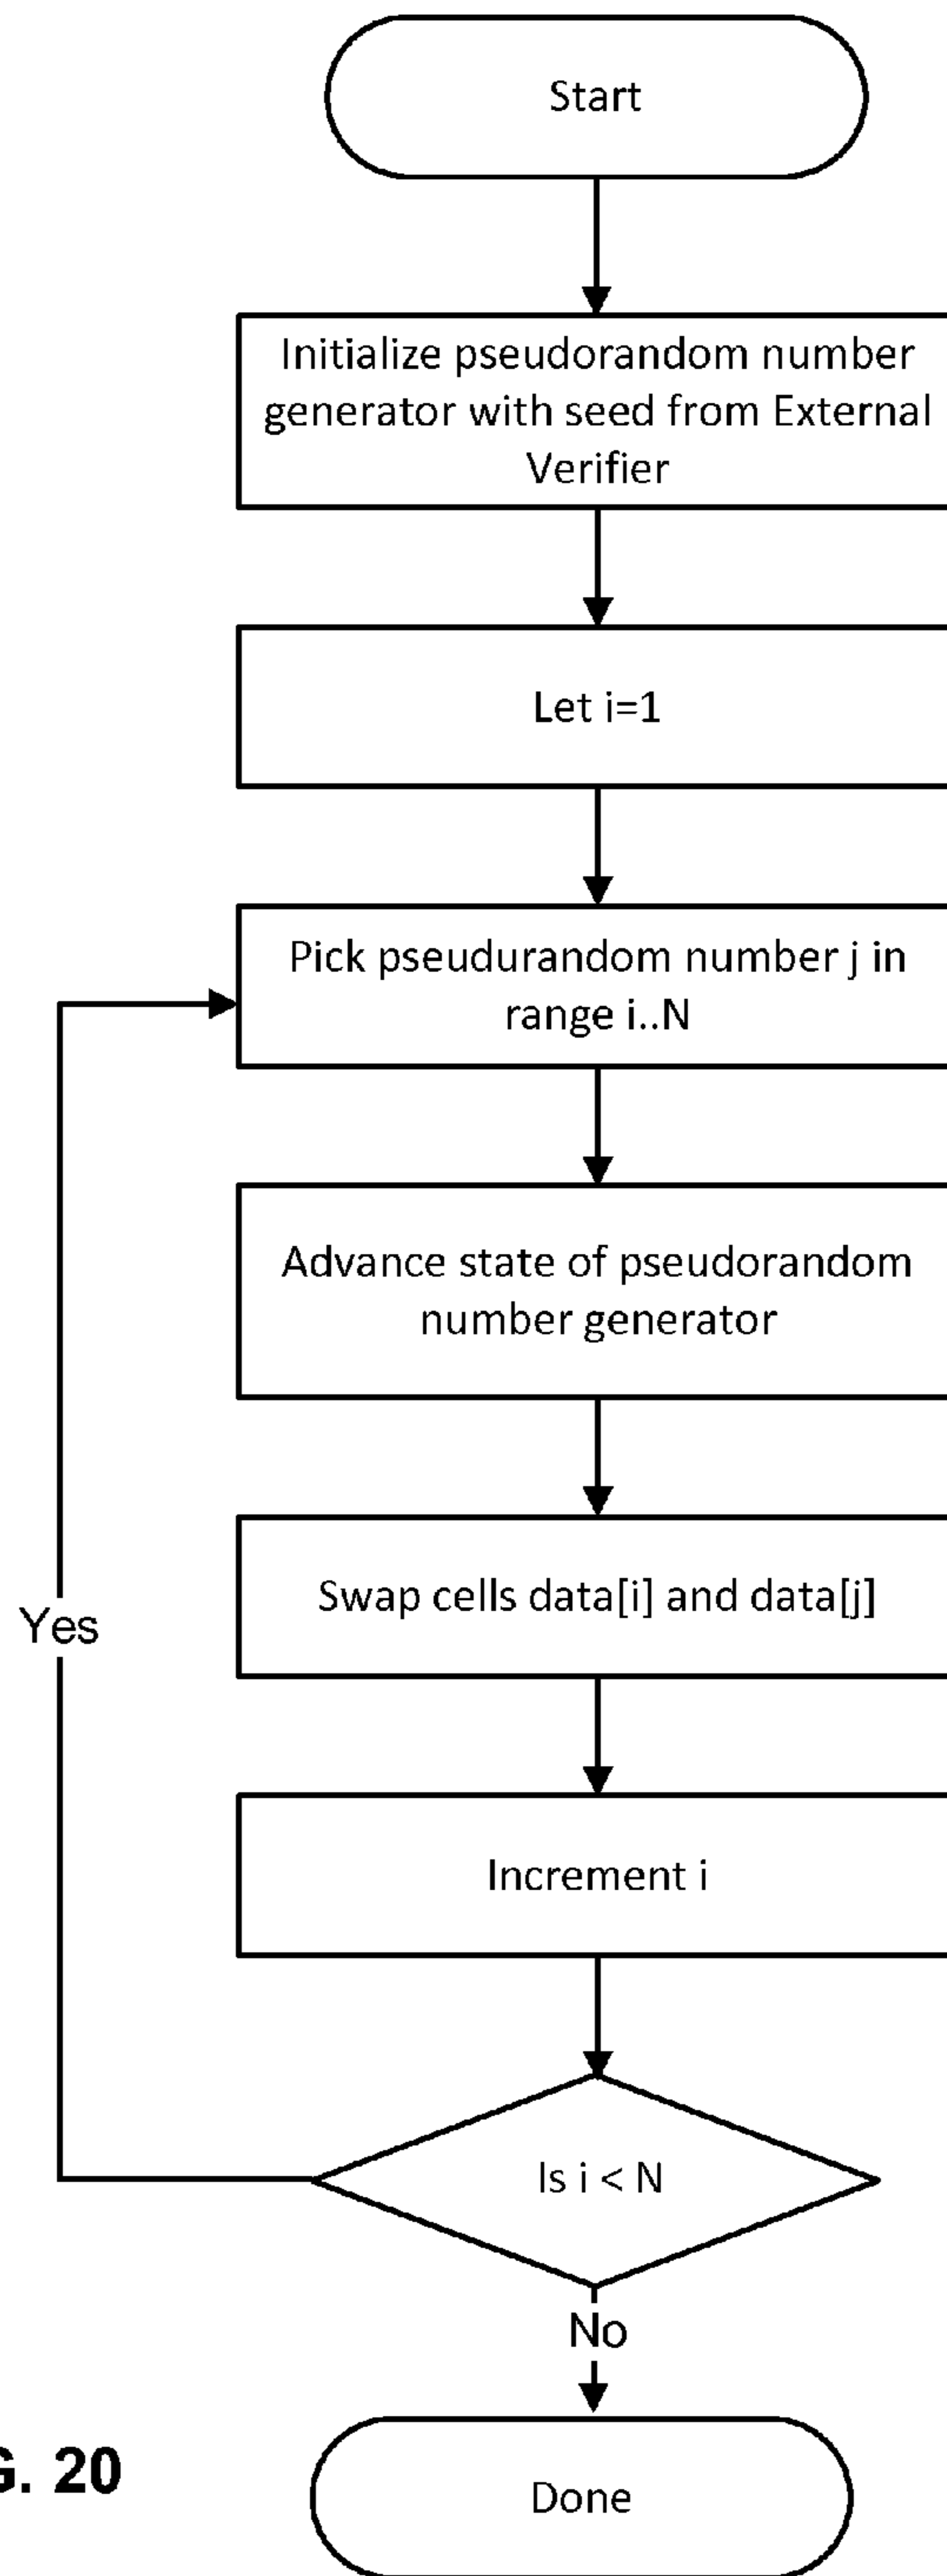 Start
Initialize pseudorandom number
generator with seed from External
Verifier
Let i=1
Pick pseudurandom number j in
range i..N
Advance state of pseudorandom
number generator
Swap cells data[i] and data[j]
Yes
Increment i
Is i < N
No
G. 20
Done